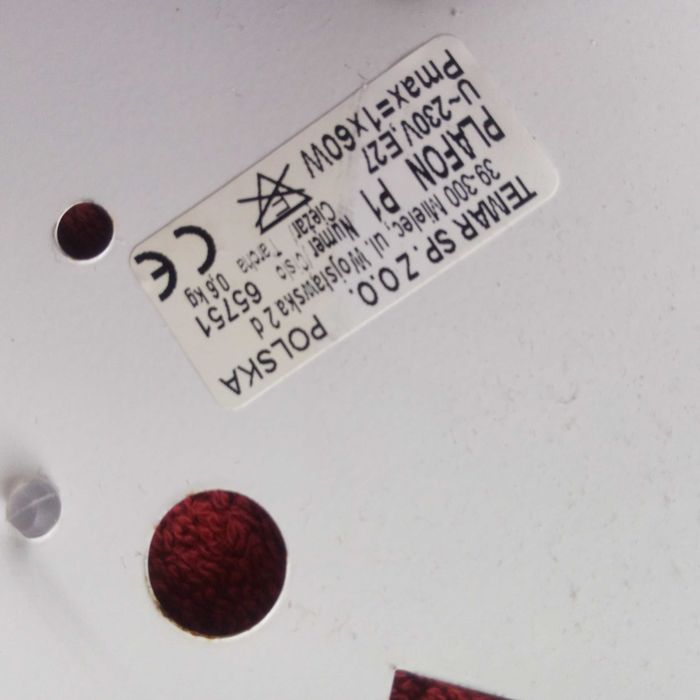 TEMAR SP. Z O.O. POLSKA
39-300 Mielec, ul. Wojsławska 2 d
PLAFON P1 Numer 65751
U~230V,E27 Ciężar 0,6 kg
Pmax=1x60W CE